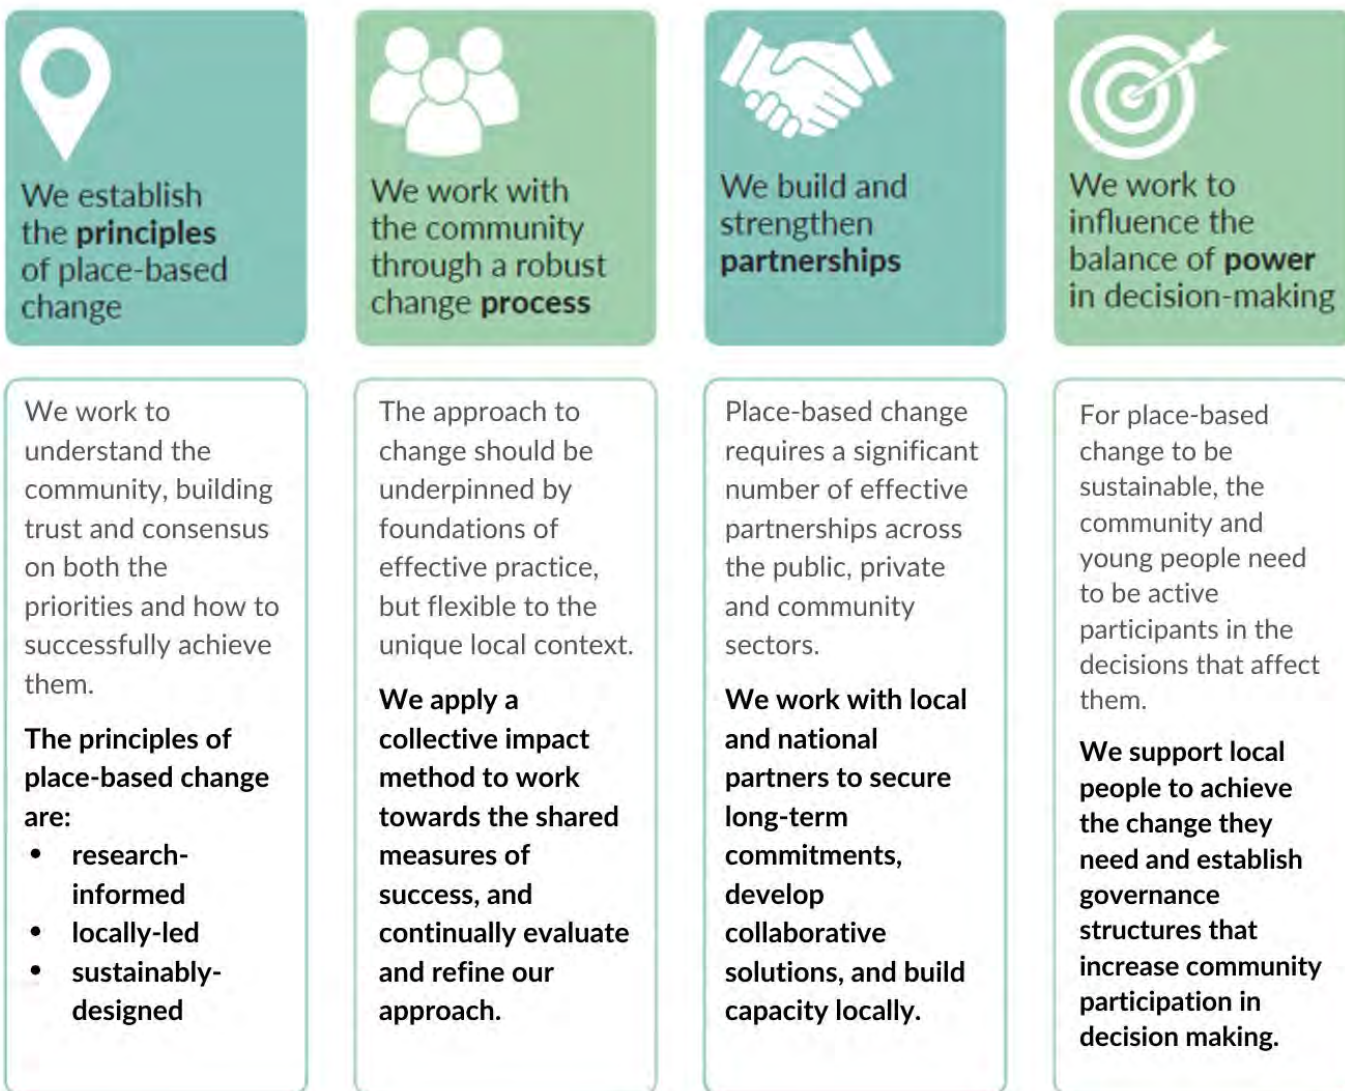 We establish
the principles
of place-based
change
We work to
understand the
community, building
trust and consensus
on both the
priorities and how to
successfully achieve
them.
The principles of
place-based change
are:
• research-
informed
• locally-led
• sustainably-
designed
We work with
the community
through a robust
change process
The approach to
change should be
underpinned by
foundations of
effective practice,
but flexible to the
unique local context.
We apply a
collective impact
method to work
towards the shared
measures of
success, and
continually evaluate
and refine our
approach.
We build and
strengthen
partnerships
Place-based change
requires a significant
number of effective
partnerships across
the public, private
and community
sectors.
We work with local
and national
partners to secure
long-term
commitments,
develop
collaborative
solutions, and build
capacity locally.
We work to
influence the
balance of power
in decision-making
For place-based
change to be
sustainable, the
community and
young people need
to be active
participants in the
decisions that affect
them.
We support local
people to achieve
the change they
need and establish
governance
structures that
increase community
participation in
decision making.